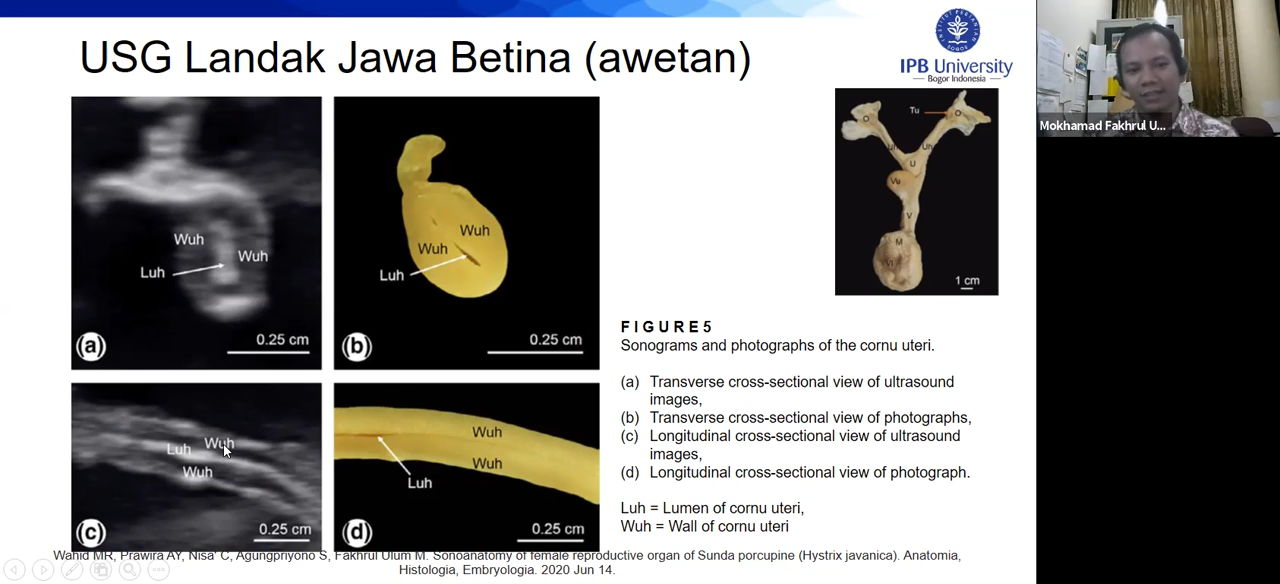 USG Landak Jawa Betina (awetan)
IPB University
Bogor Indonesia
Mokhamad Fakhrul U...
Wuh
Wuh
Luh
0.25 cm
(a)
Wuh
Wuh
Luh
0.25 cm
(b)
Tu
O
O
Uh
Uh
U
Vu
V
M
Vl
1 cm
Luh
Wuh
Wuh
0.25 cm
(c)
Wuh
Wuh
Luh
0.25 cm
(d)
FIGURE5
Sonograms and photographs of the cornu uteri.
(a) Transverse cross-sectional view of ultrasound
images,
(b) Transverse cross-sectional view of photographs,
(c) Longitudinal cross-sectional view of ultrasound
images,
(d) Longitudinal cross-sectional view of photograph.
Luh = Lumen of cornu uteri,
Wuh = Wall of cornu uteri
Wahid MR, Prawira AY, Nisa' C, Agungpriyono S, Fakhrul Ulum M. Sonoanatomy of female reproductive organ of Sunda porcupine (Hystrix javanica). Anatomia,
Histologia, Embryologia. 2020 Jun 14.